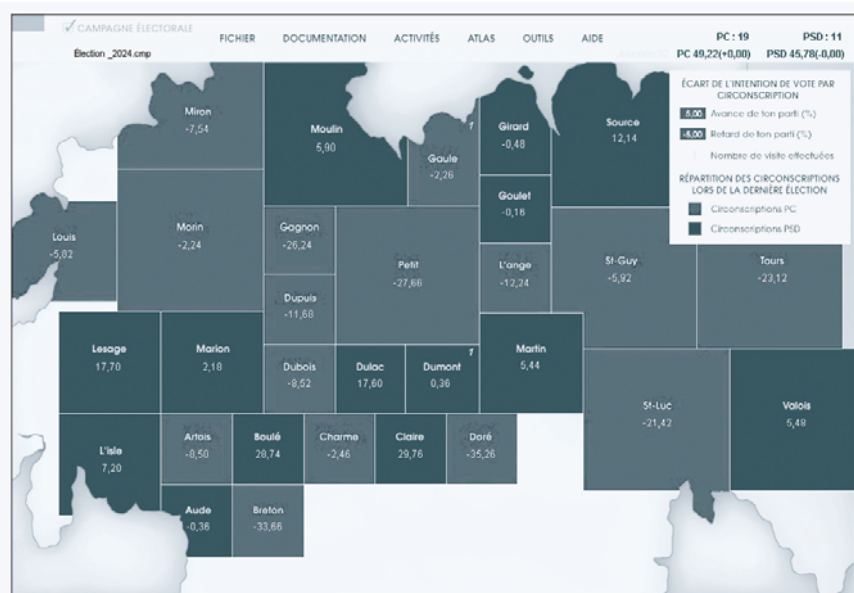 CAMPAGNE ÉLECTORALE
FICHIER DOCUMENTATION ACTIVITÉS ATLAS OUTILS AIDE
PC : 19 PSD : 11
Élection _2024.cmp
PC 49,22(+0,00) PSD 45,78(-0,00)
ÉCART DE L'INTENTION DE VOTE PAR
CIRCONSCRIPTION
5,00 Avance de ton parti (%)
-5,00 Retard de ton parti (%)
Nombre de visite effectuées
RÉPARTITION DES CIRCONSCRIPTIONS
LORS DE LA DERNIÈRE ÉLECTION
Circonscriptions PC
Circonscriptions PSD
Miron
-7,54
Moulin
5,90
1
Gaule
-2,26
Girard
-0,48
Source
12,14
Goulet
-0,16
Louis
-5,82
Morin
-2,24
Gagnon
-26,24
Petit
-27,66
L'ange
-12,24
St-Guy
-5,92
Tours
-23,12
Dupuis
-11,68
Lesage
17,70
Marion
2,18
Dubois
-8,52
Dulac
17,60
1
Dumont
0,36
Martin
5,44
St-Luc
-21,42
Valois
5,48
L'isle
7,20
Artois
-8,50
Boulé
28,74
Charme
-2,46
Claire
29,76
Doré
-35,26
Aude
-0,36
Breton
-33,66